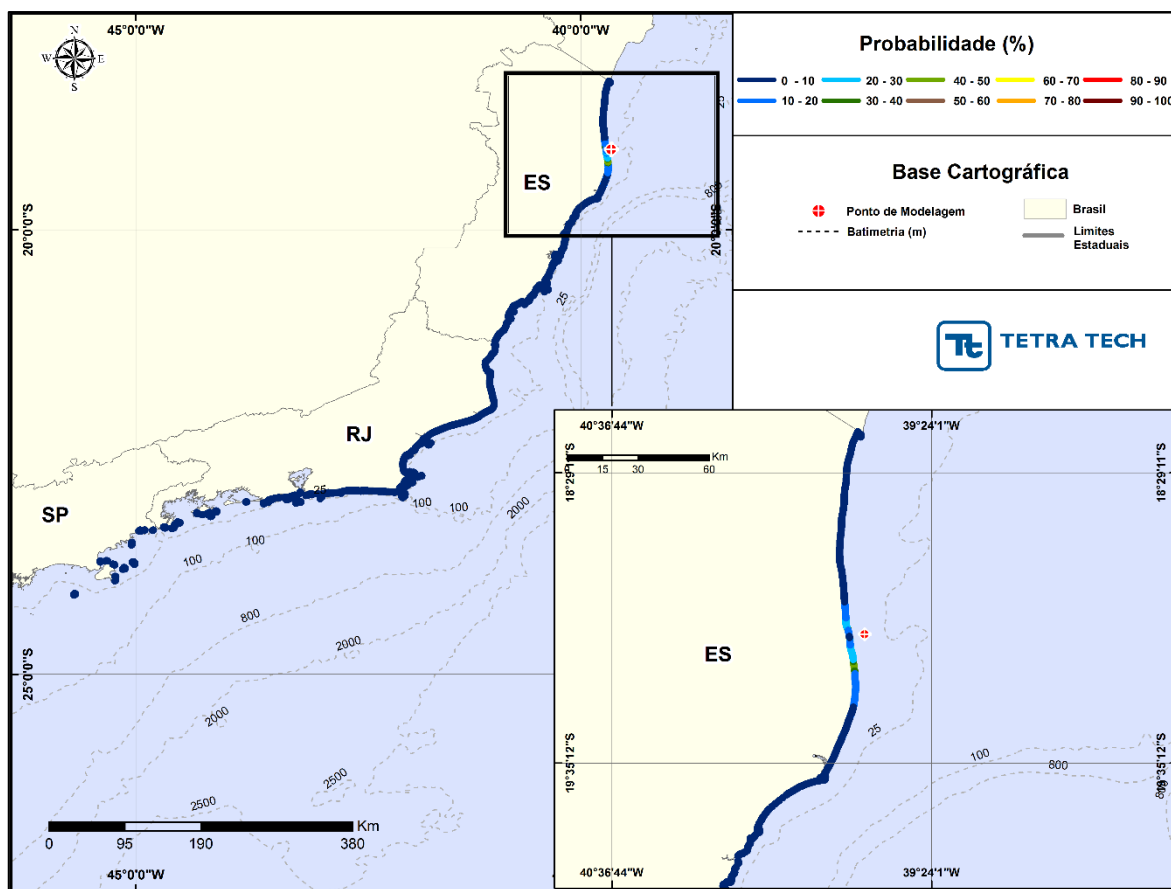 45°0'0"W
40°0'0"W
N
W
E
S
Probabilidade (%)
0 - 10
20 - 30
40 - 50
60 - 70
80 - 90
10 - 20
30 - 40
50 - 60
70 - 80
90 - 100
25
ES
800
20°0'0"S
20°0'0"S
Base Cartográfica
Ponto de Modelagem
Brasil
Batimetria (m)
Limites
Estaduais
25
TETRA TECH
RJ
25
SP
100
100
2000
100
100
800
2000
25°0'0"S
2000
2500
2500
Km
0
95
190
380
45°0'0"W
40°36'44"W
39°24'1"W
Km
15
30
60
18°29'11"S
18°29'11"S
ES
25
100
800
19°35'12"S
19°35'12"S
40°36'44"W
39°24'1"W